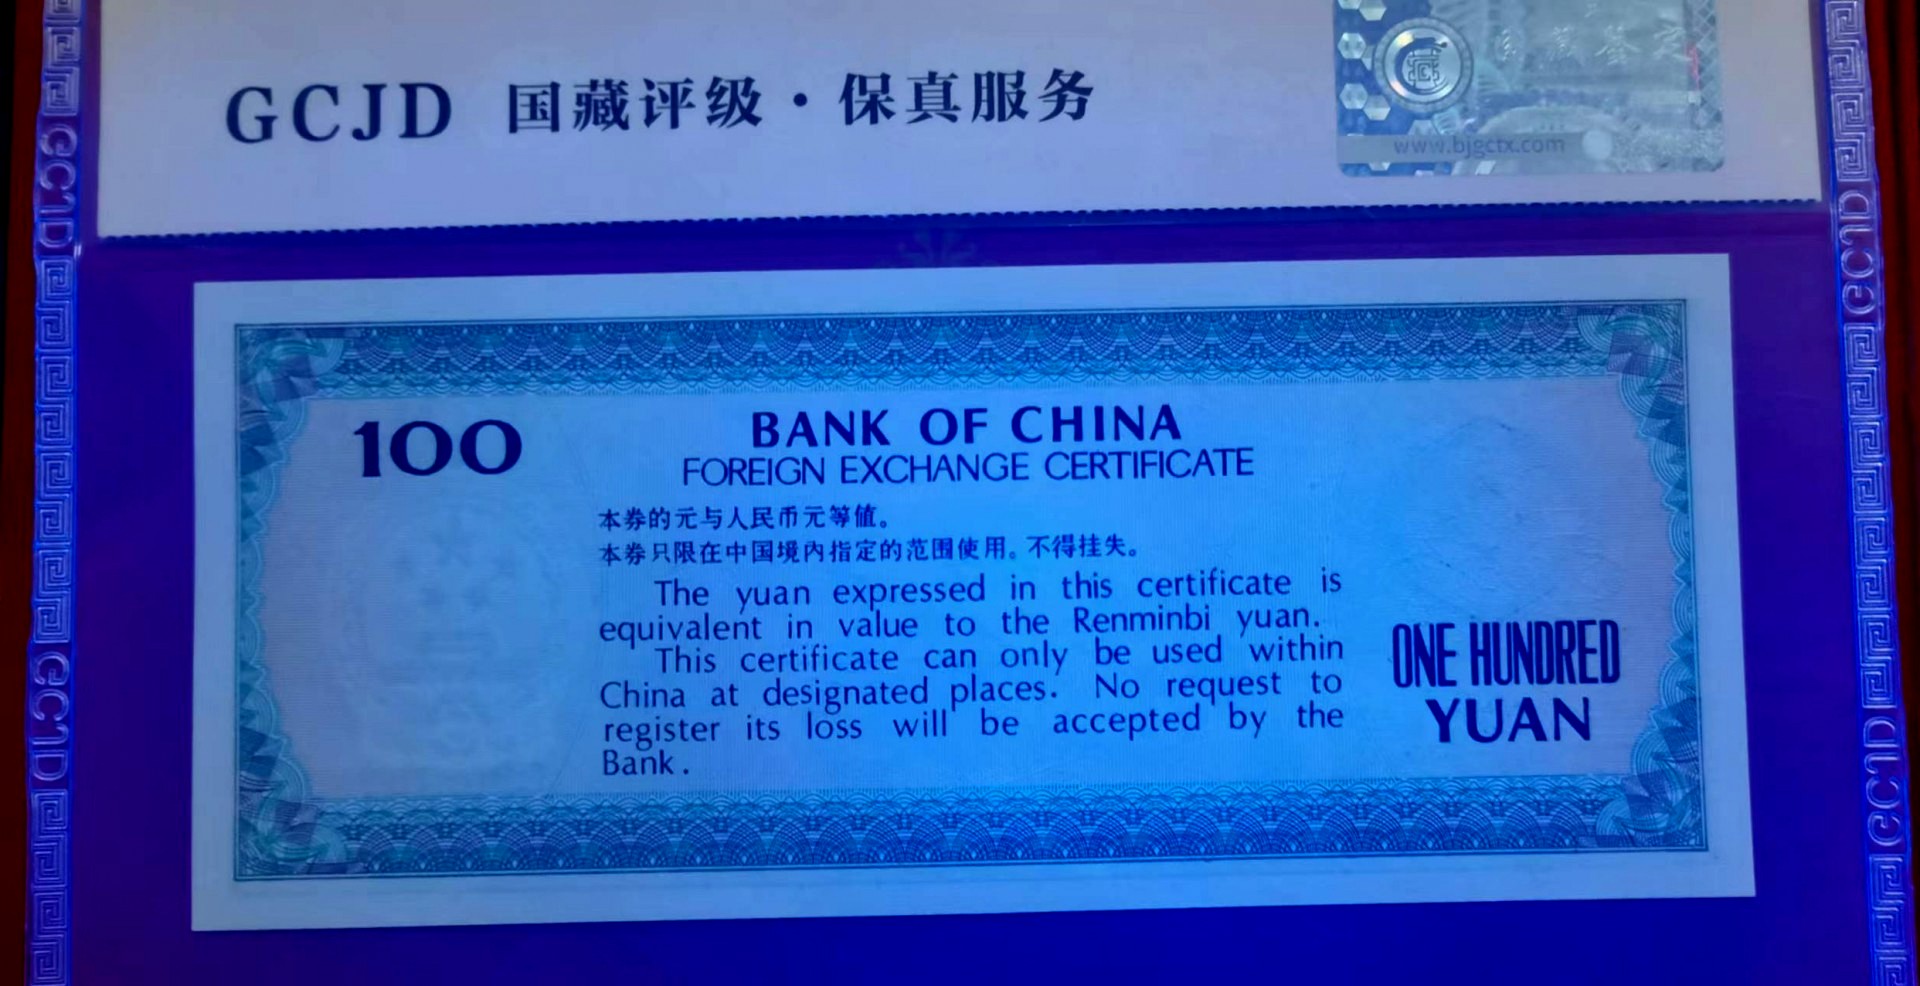 GCJD 国藏评级·保真服务
www.bjgctx.com
100
BANK OF CHINA
FOREIGN EXCHANGE CERTIFICATE
本券的元与人民币元等值。
本券只限在中国境内指定的范围使用。不得挂失。
The yuan expressed in this certificate is
equivalent in value to the Renminbi yuan.
This certificate can only be used within
China at designated places. No request to
register its loss will be accepted by the
Bank.
ONE HUNDRED
YUAN
GCJD
GCJD
GCJD
GCJD